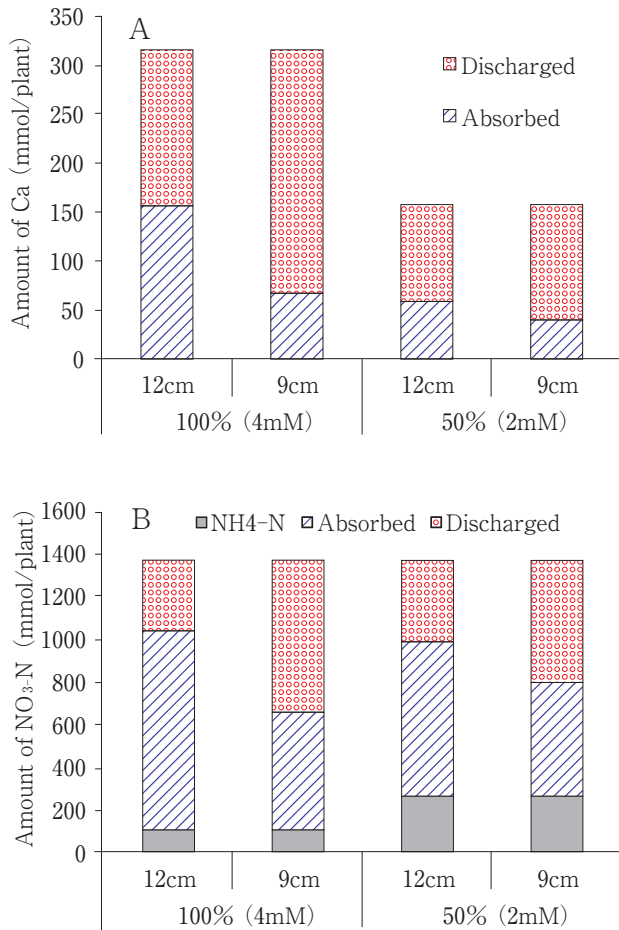 A
Amount of Ca (mmol/plant)
350
300
250
200
150
100
50
0
Discharged
Absorbed
12cm 9cm 12cm 9cm
100% (4mM) 50% (2mM)
B
NH4-N Absorbed Discharged
Amount of NO₃-N (mmol/plant)
1600
1400
1200
1000
800
600
400
200
0
12cm 9cm 12cm 9cm
100% (4mM) 50% (2mM)